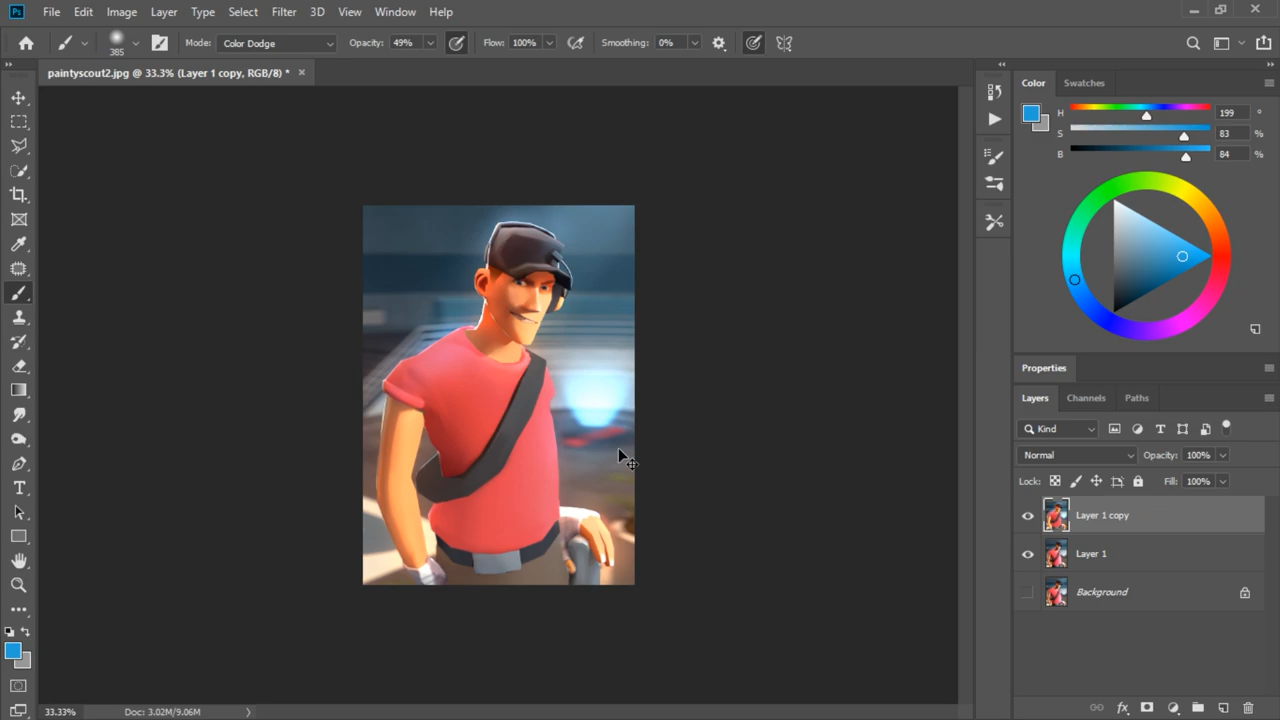 Ps File Edit Image Layer Type Select Filter 3D View Window Help
385 Mode: Color Dodge Opacity: 49% Flow: 100% Smoothing: 0%
paintyscout2.jpg @ 33.3% (Layer 1 copy, RGB/8) *
Color Swatches
H 199 °
S 83 %
B 84 %
Properties
Layers Channels Paths
Kind
Normal Opacity: 100%
Lock: Fill: 100%
Layer 1 copy
Layer 1
Background
33.33% Doc: 3.02M/9.06M